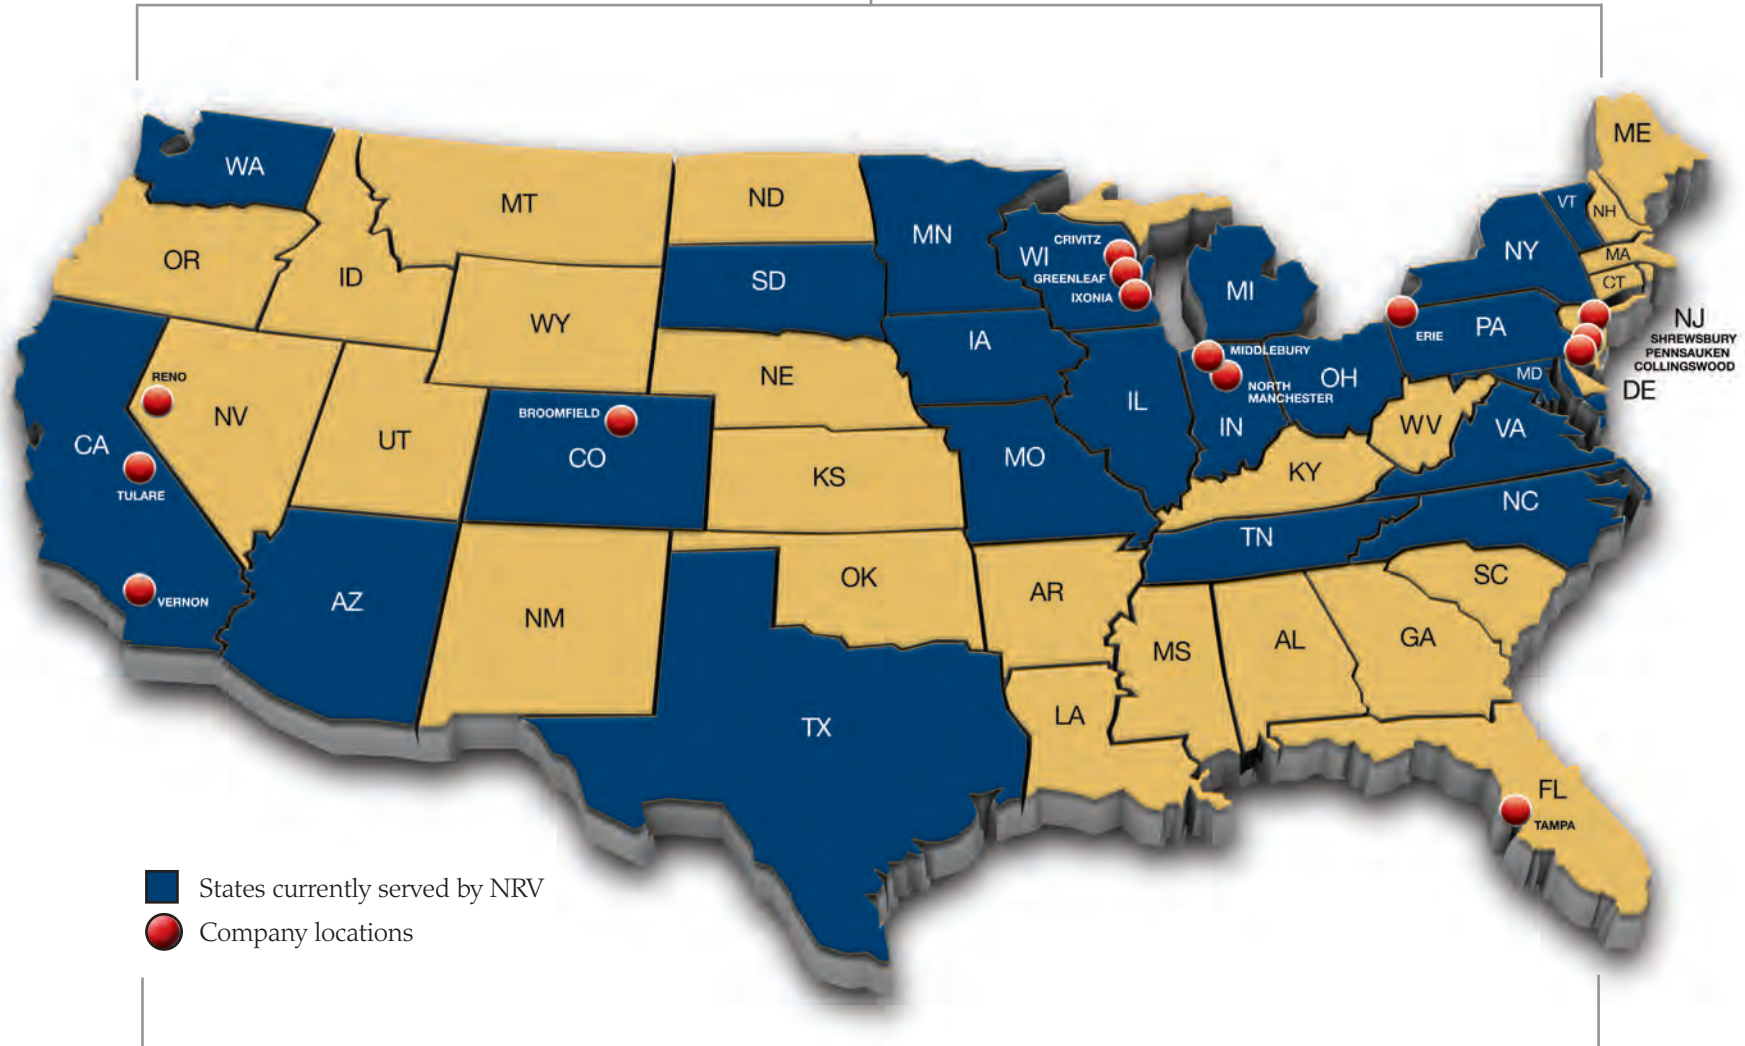 WA
MT
ND
MN
ME
VT
NH
OR
ID
SD
WI
CRIVITZ
GREENLEAF
IXONIA
MI
NY
MA
CT
WY
IA
ERIE
PA
NJ
SHREWSBURY
PENNSAUKEN
COLLINGSWOOD
MIDDLEBURY
NORTH
MANCHESTER
RENO
NV
NE
IL
IN
OH
MD
DE
CA
TULARE
UT
BROOMFIELD
CO
KS
MO
KY
WV
VA
VERNON
AZ
NM
OK
AR
TN
NC
SC
MS
AL
GA
TX
LA
FL
TAMPA
States currently served by NRV
Company locations